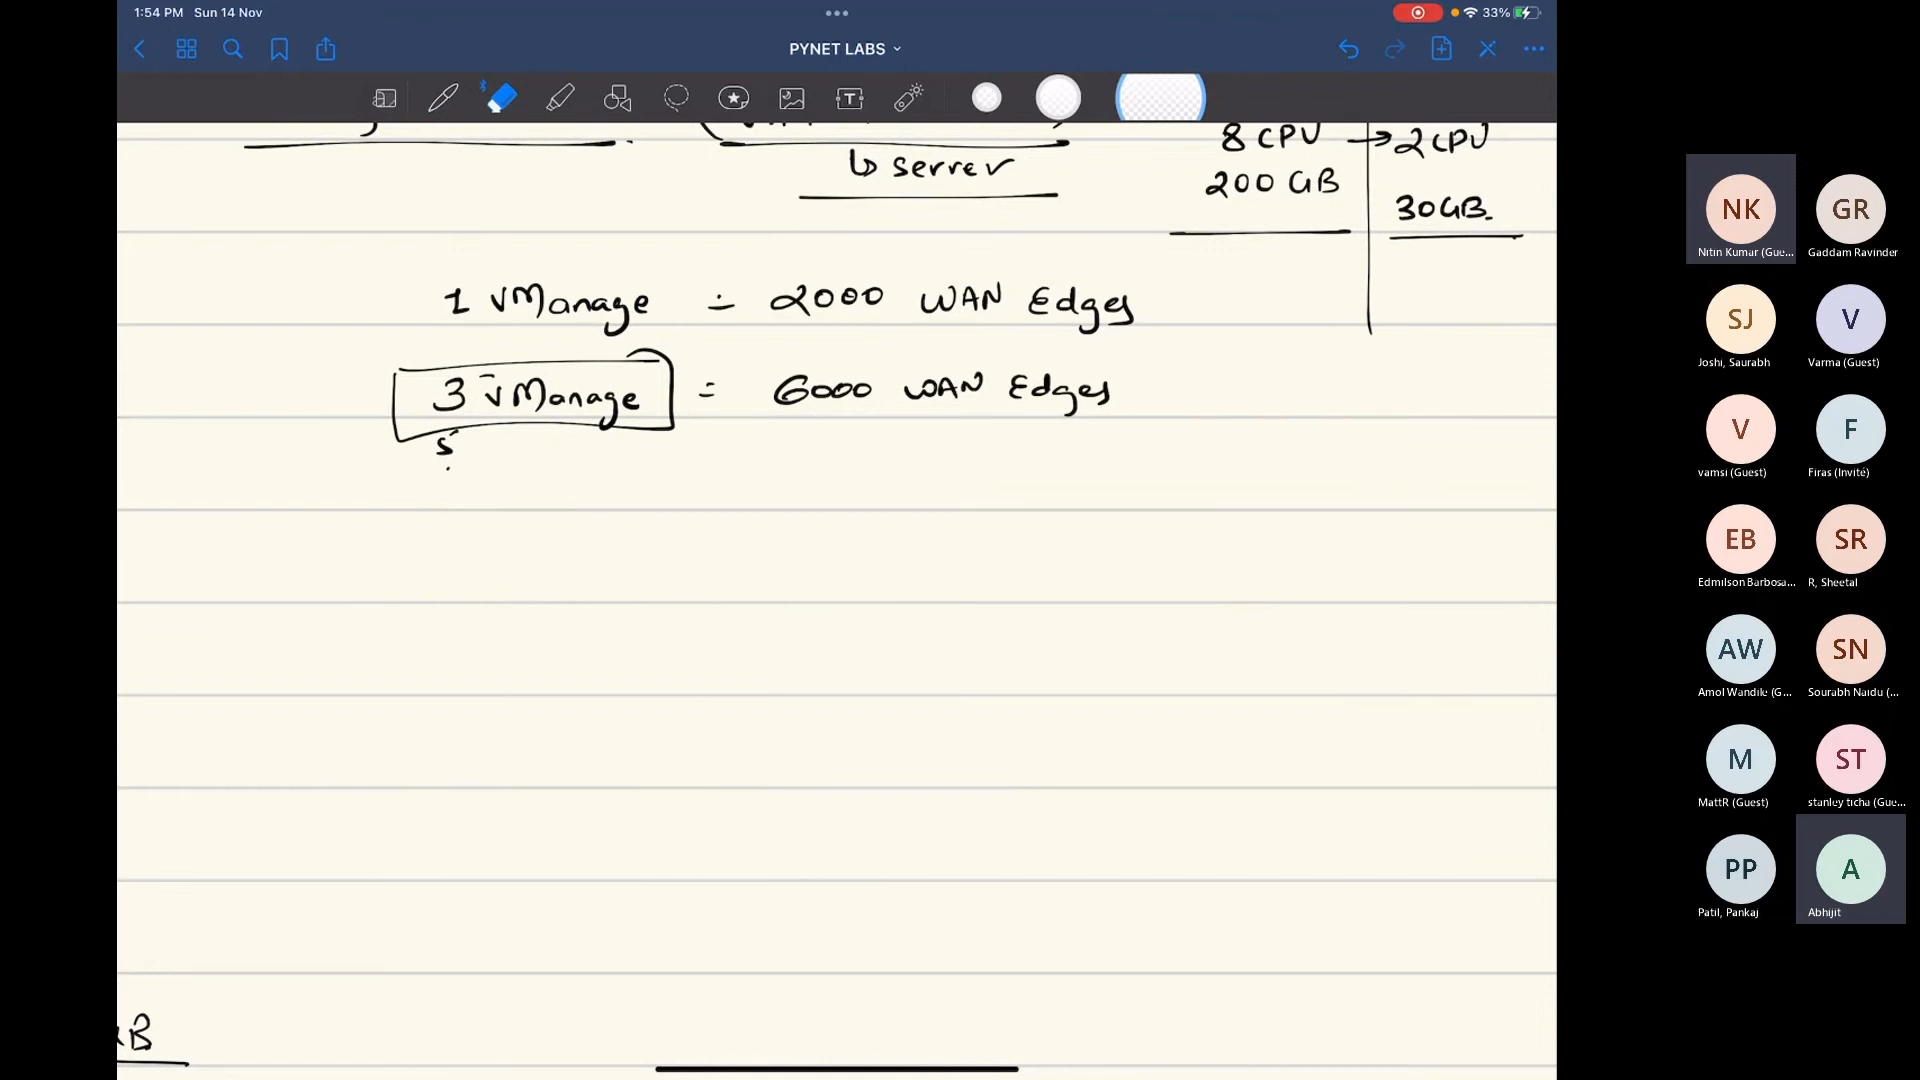 1:54 PM Sun 14 Nov
33%
PYNET LABS
T
8 CPU → 2 CPU
↳ server
200 GB
30GB.
1 vManage ÷ 2000 WAN Edges
3 vManage = 6000 WAN Edges
5
B
NK
GR
Nitin Kumar (Gue...
Gaddam Ravinder
SJ
V
Joshi, Saurabh
Varma (Guest)
V
F
vamsi (Guest)
Firas (Invité)
EB
SR
Edmilson Barbosa...
R, Sheetal
AW
SN
Amol Wandile (G...
Sourabh Naidu (...
M
ST
MattR (Guest)
stanley ticha (Gue...
PP
A
Patil, Pankaj
Abhijit